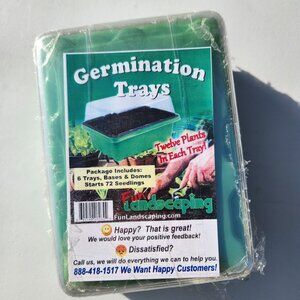 Germination
Trays
Twelve Plants
In Each Tray!
Package Includes:
6 Trays, Bases & Domes
Starts 72 Seedlings
Fun
Landscaping
FunLandscaping.com
Happy? That is great!
We would love your positive feedback!
Dissatisfied?
Call us, we will do everything we can to help you.
888-418-1517 We Want Happy Customers!